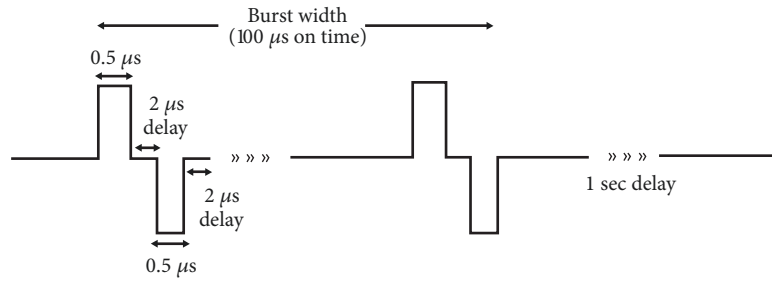 Burst width
(100 μs on time)
0.5 μs
2 μs
delay
» » »
» » »
1 sec delay
2 μs
delay
0.5 μs